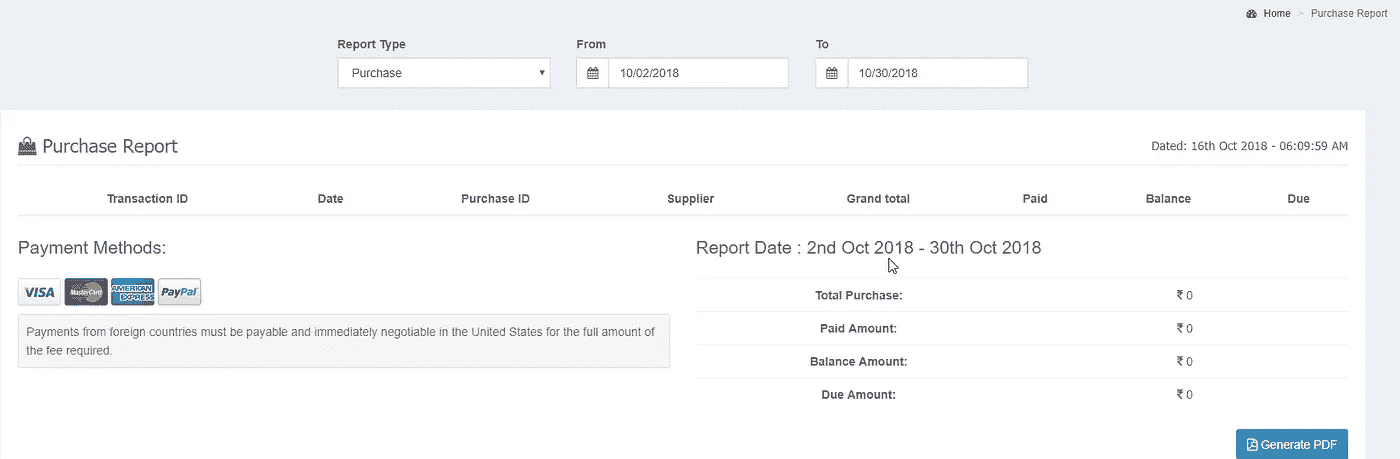 Home > Purchase Report
Report Type From To
Purchase 10/02/2018 10/30/2018
Purchase Report Dated: 16th Oct 2018 - 06:09:59 AM
Transaction ID Date Purchase ID Supplier Grand total Paid Balance Due
Payment Methods:
VISA MasterCard AMERICAN EXPRESS PayPal
Payments from foreign countries must be payable and immediately negotiable in the United States for the full amount of
the fee required.
Report Date : 2nd Oct 2018 - 30th Oct 2018
Total Purchase: ₹ 0
Paid Amount: ₹ 0
Balance Amount: ₹ 0
Due Amount: ₹ 0
Generate PDF